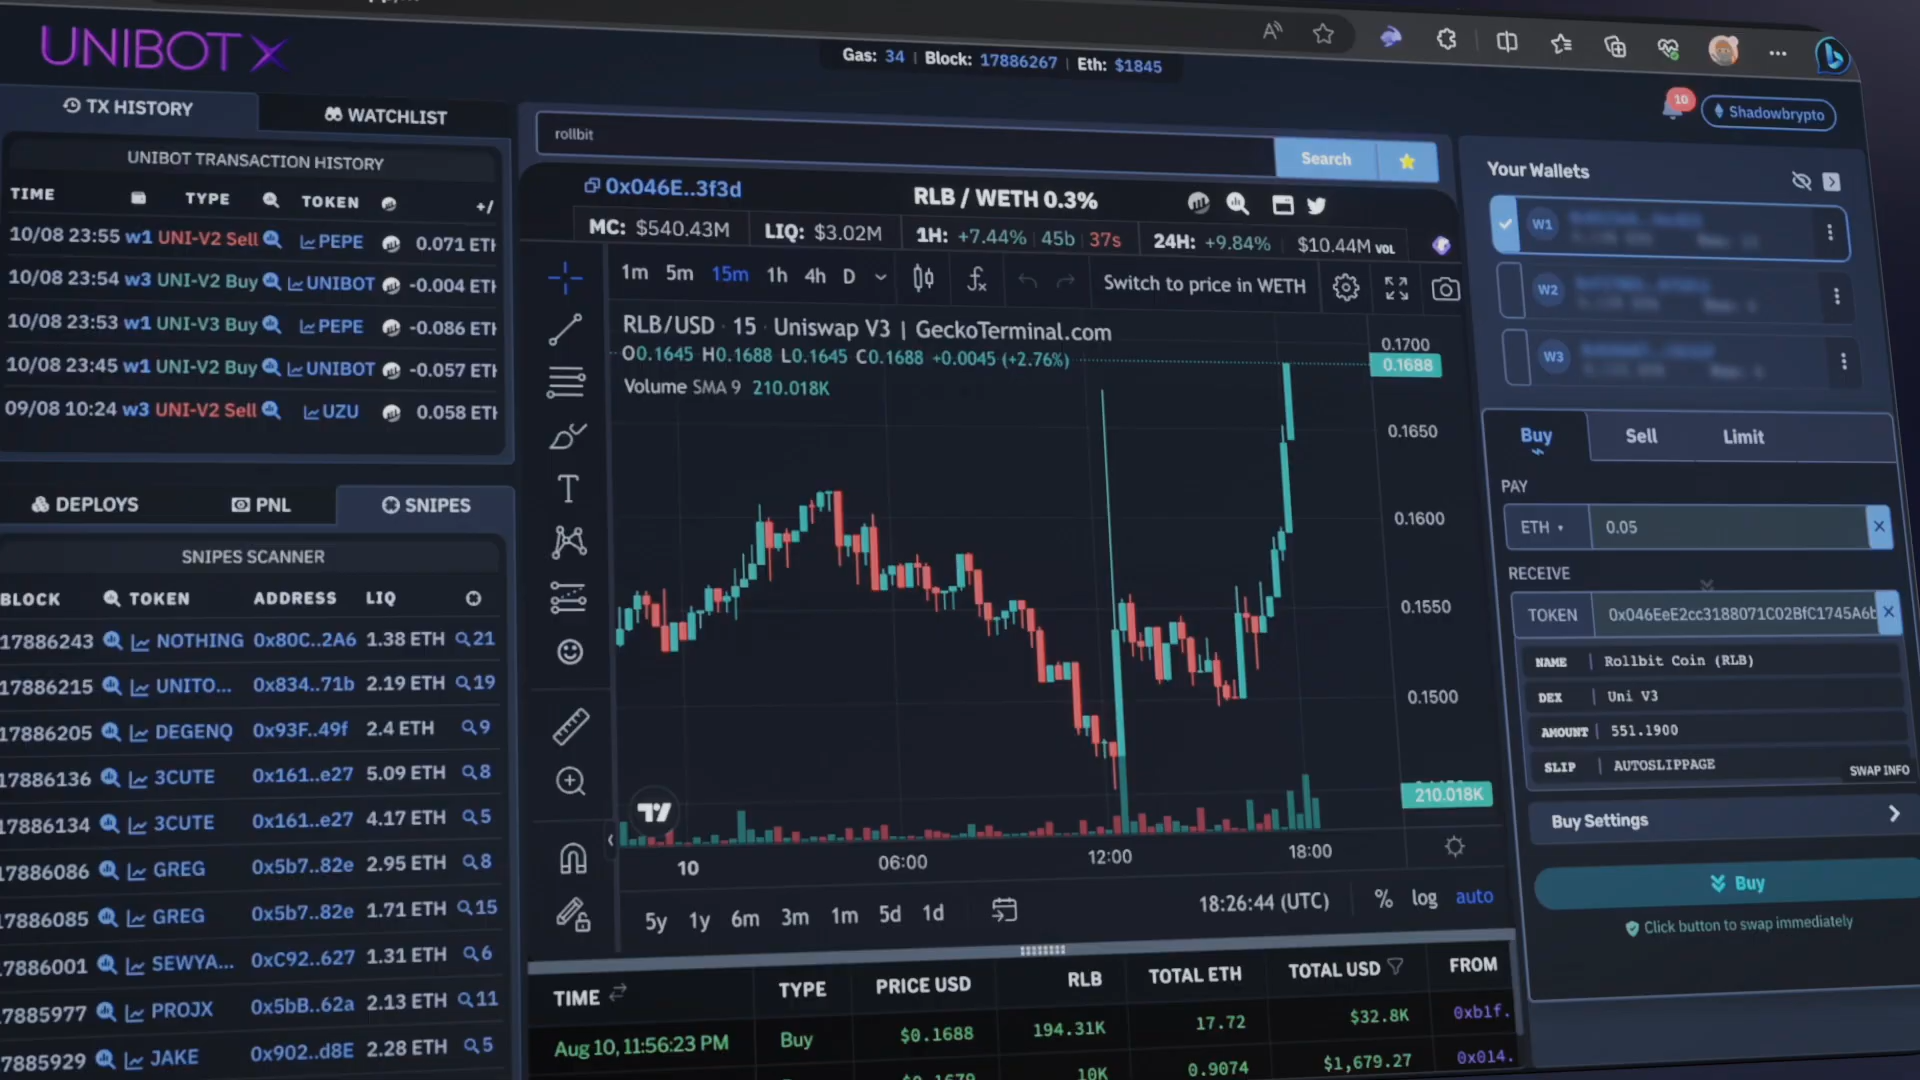 UNIBOT X
Gas: 34 | Block: 17886267 | Eth: $1845
10
Shadowbrypto
TX HISTORY
WATCHLIST
UNIBOT TRANSACTION HISTORY
TIME TYPE TOKEN +/
10/08 23:55 w1 UNI-V2 Sell PEPE 0.071 ETH
10/08 23:54 w3 UNI-V2 Buy UNIBOT -0.004 ETH
10/08 23:53 w1 UNI-V3 Buy PEPE -0.086 ETH
10/08 23:45 w1 UNI-V2 Buy UNIBOT -0.057 ETH
09/08 10:24 w3 UNI-V2 Sell UZU 0.058 ETH
DEPLOYS
PNL
SNIPES
SNIPES SCANNER
BLOCK TOKEN ADDRESS LIQ
17886243 NOTHING 0x80C..2A6 1.38 ETH 21
17886215 UNITO... 0x834..71b 2.19 ETH 19
17886205 DEGENQ 0x93F..49f 2.4 ETH 9
17886136 3CUTE 0x161..e27 5.09 ETH 8
17886134 3CUTE 0x161..e27 4.17 ETH 5
17886086 GREG 0x5b7..82e 2.95 ETH 8
17886085 GREG 0x5b7..82e 1.71 ETH 15
17886001 SEWYA... 0xC92..627 1.31 ETH 6
17885977 PROJX 0x5bB..62a 2.13 ETH 11
17885929 JAKE 0x902..d8E 2.28 ETH 5
rollbit
Search
0x046E..3f3d
RLB / WETH 0.3%
MC: $540.43M LIQ: $3.02M 1H: +7.44% 45b 37s 24H: +9.84% $10.44M VOL
1m 5m 15m 1h 4h D
Switch to price in WETH
RLB/USD · 15 · Uniswap V3 | GeckoTerminal.com
O0.1645 H0.1688 L0.1645 C0.1688 +0.0045 (+2.76%)
Volume SMA 9 210.018K
0.1700
0.1688
0.1650
0.1600
0.1550
0.1500
210.018K
10 06:00 12:00 18:00
5y 1y 6m 3m 1m 5d 1d
18:26:44 (UTC) % log auto
TIME TYPE PRICE USD RLB TOTAL ETH TOTAL USD FROM
Aug 10, 11:56:23 PM Buy $0.1688 194.31K 17.72 $32.8K 0xb1f.
10K 0.9074 $1,679.27 0x014.
Your Wallets
W1
W2
W3
Buy Sell Limit
PAY
ETH 0.05
RECEIVE
TOKEN 0x046EeE2cc3188071C02BfC1745A6b
NAME | Rollbit Coin (RLB)
DEX | Uni V3
AMOUNT | 551.1900
SLIP | AUTOSLIPPAGE
SWAP INFO
Buy Settings
Buy
Click button to swap immediately